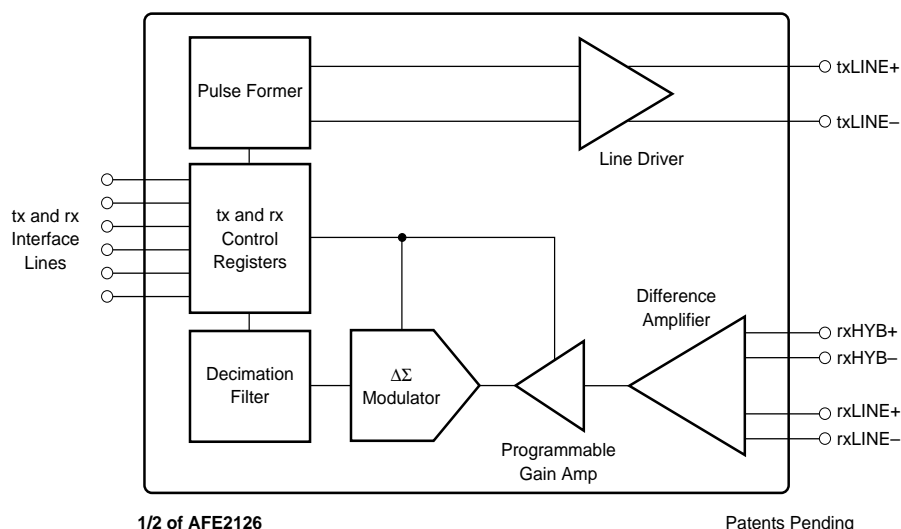 Pulse Former
Line Driver
txLINE+
txLINE–
tx and rx
Interface
Lines
tx and rx
Control
Registers
Difference
Amplifier
rxHYB+
rxHYB–
rxLINE+
rxLINE–
Decimation
Filter
ΔΣ
Modulator
Programmable
Gain Amp
1/2 of AFE2126
Patents Pending